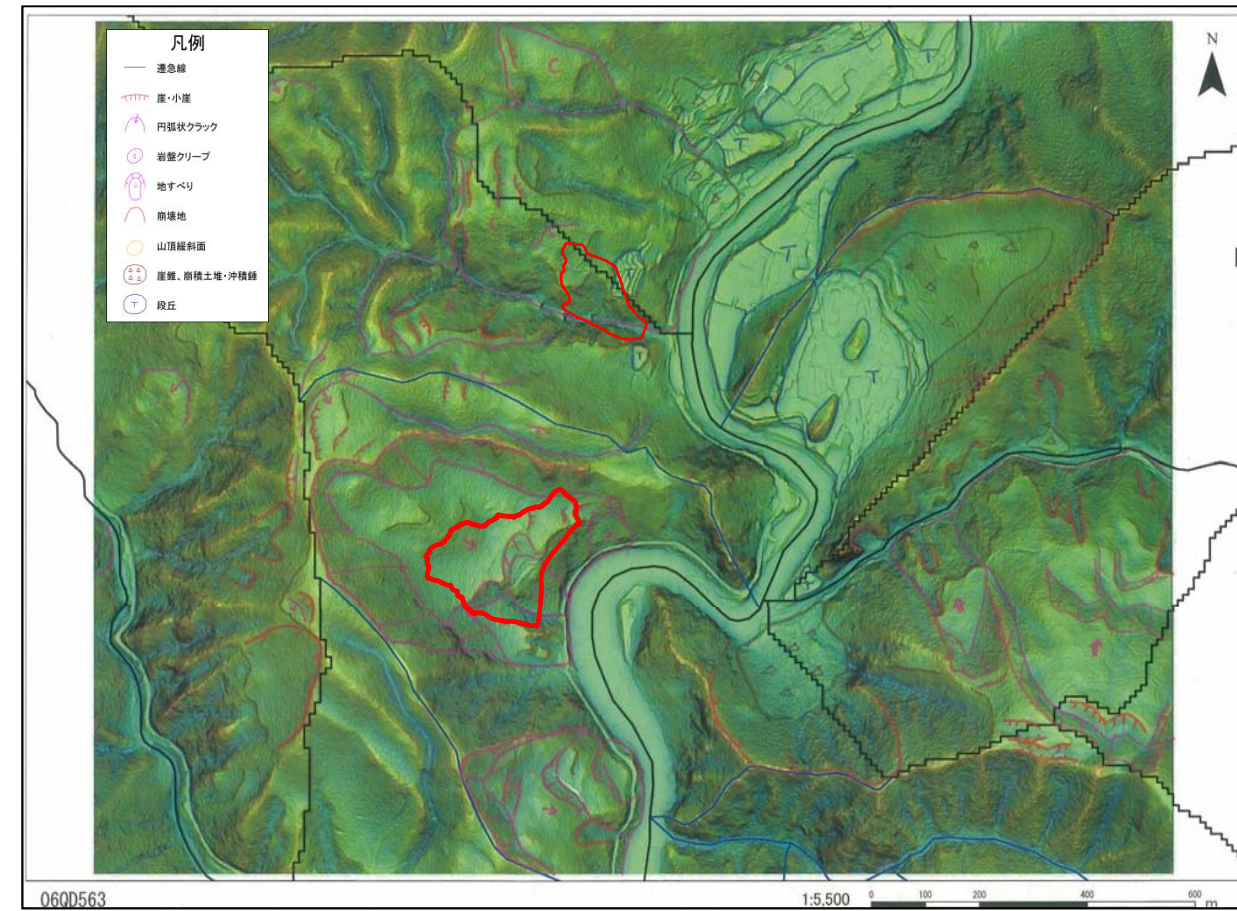 凡例
遷急線
崖・小崖
円弧状クラック
岩盤クリープ
地すべり
崩壊地
山頂緩斜面
崖錐、崩積土堆・沖積錘
段丘
N
C
T
T
T
T
T
06QD563
1:5,500
0 100 200 400 600 m